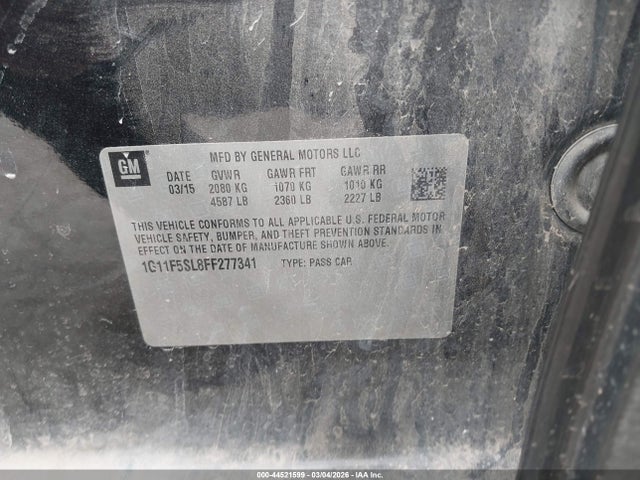 GM
MFD BY GENERAL MOTORS LLC
DATE GVWR GAWR FRT GAWR RR
03/15 2080 KG 1070 KG 1010 KG
4587 LB 2360 LB 2227 LB
THIS VEHICLE CONFORMS TO ALL APPLICABLE U.S. FEDERAL MOTOR
VEHICLE SAFETY, BUMPER, AND THEFT PREVENTION STANDARDS IN
EFFECT ON THE DATE OF MANUFACTURE SHOWN ABOVE.
1G11F5SL8FF277341 TYPE: PASS CAR
000-44521599 - 03/04/2026 - IAA Inc.